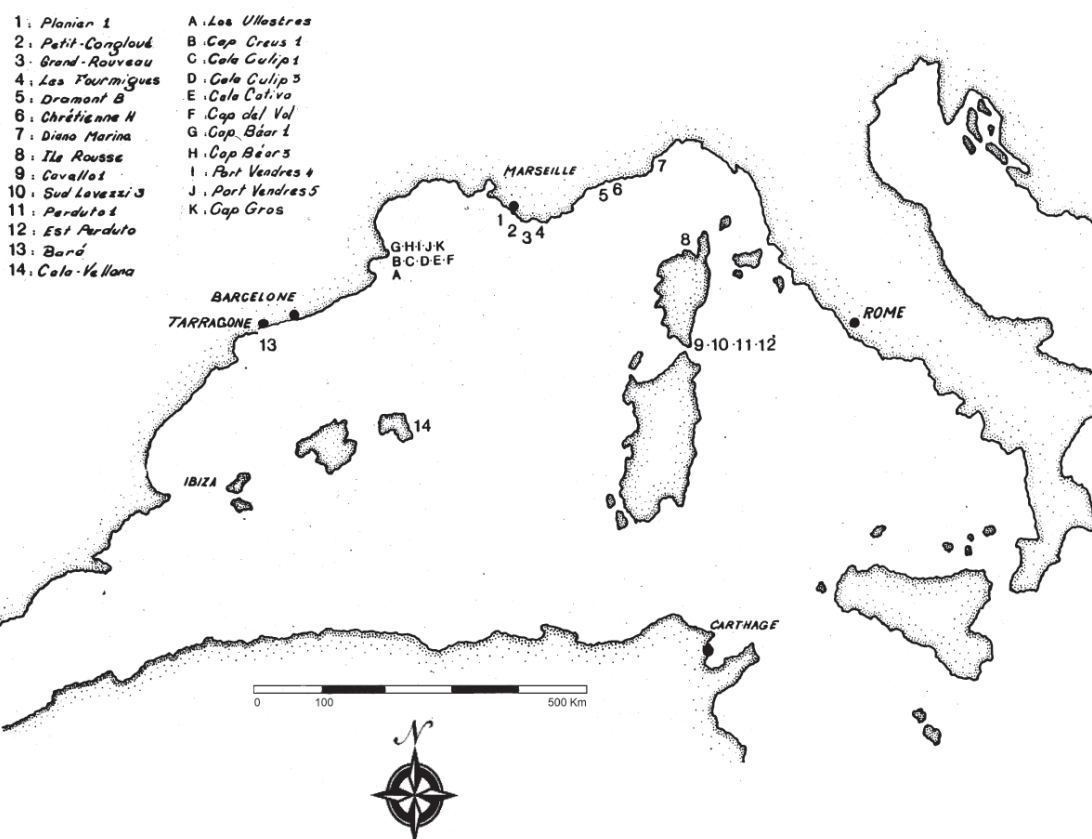 1 : Planier 1
2 : Petit-Congloué
3 : Grand-Rouveau
4 : Les Fourmigues
5 : Dramont B
6 : Chrétienne H
7 : Diano Marina
8 : Ile Rousse
9 : Cavallo 1
10 : Sud Lavezzi 3
11 : Perduto 1
12 : Est Perduto
13 : Bará
14 : Cala-Vellana
A : Los Ullastres
B : Cap Creus 1
C : Cala Culip 1
D : Cala Culip 3
E : Cala Cativa
F : Cap del Vol
G : Cap Béar 1
H : Cap Béar 3
I : Port Vendres 4
J : Port Vendres 5
K : Cap Gros
MARSEILLE
7
5 6
1
2
3 4
G·H·I·J·K
B·C·D·E·F
A
8
BARCELONE
TARRAGONE
13
ROME
9·10·11·12
14
IBIZA
CARTHAGE
0 100 500 Km
N